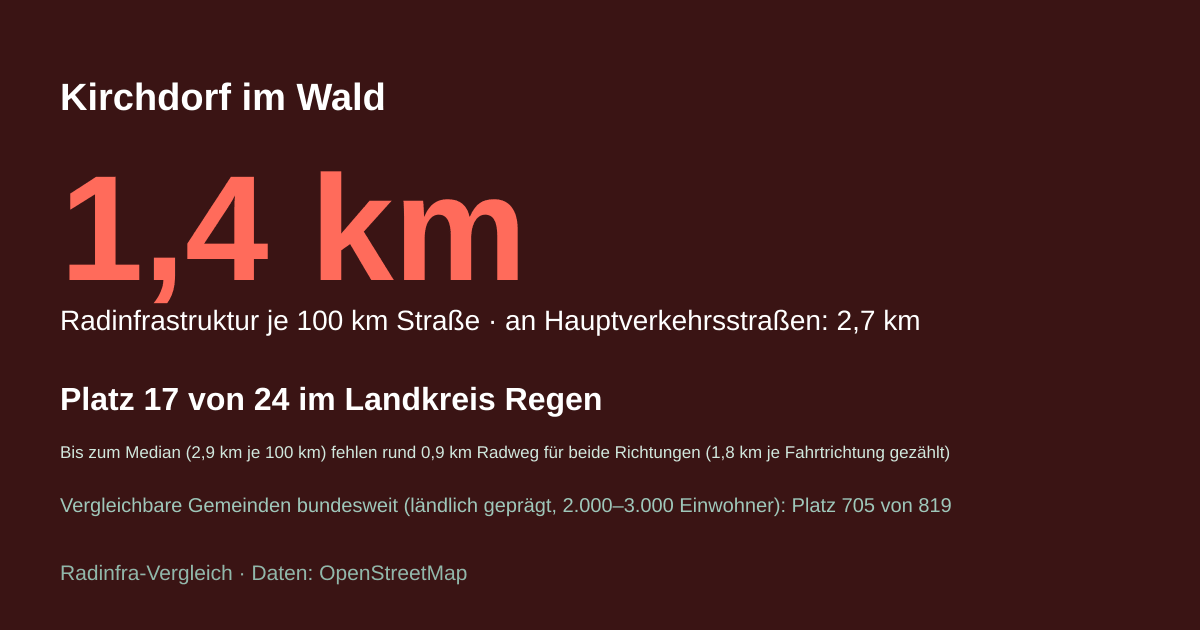 Kirchdorf im Wald
1,4 km
Radinfrastruktur je 100 km Straße · an Hauptverkehrsstraßen: 2,7 km
Platz 17 von 24 im Landkreis Regen
Bis zum Median (2,9 km je 100 km) fehlen rund 0,9 km Radweg für beide Richtungen (1,8 km je Fahrtrichtung gezählt)
Vergleichbare Gemeinden bundesweit (ländlich geprägt, 2.000–3.000 Einwohner): Platz 705 von 819
Radinfra-Vergleich · Daten: OpenStreetMap